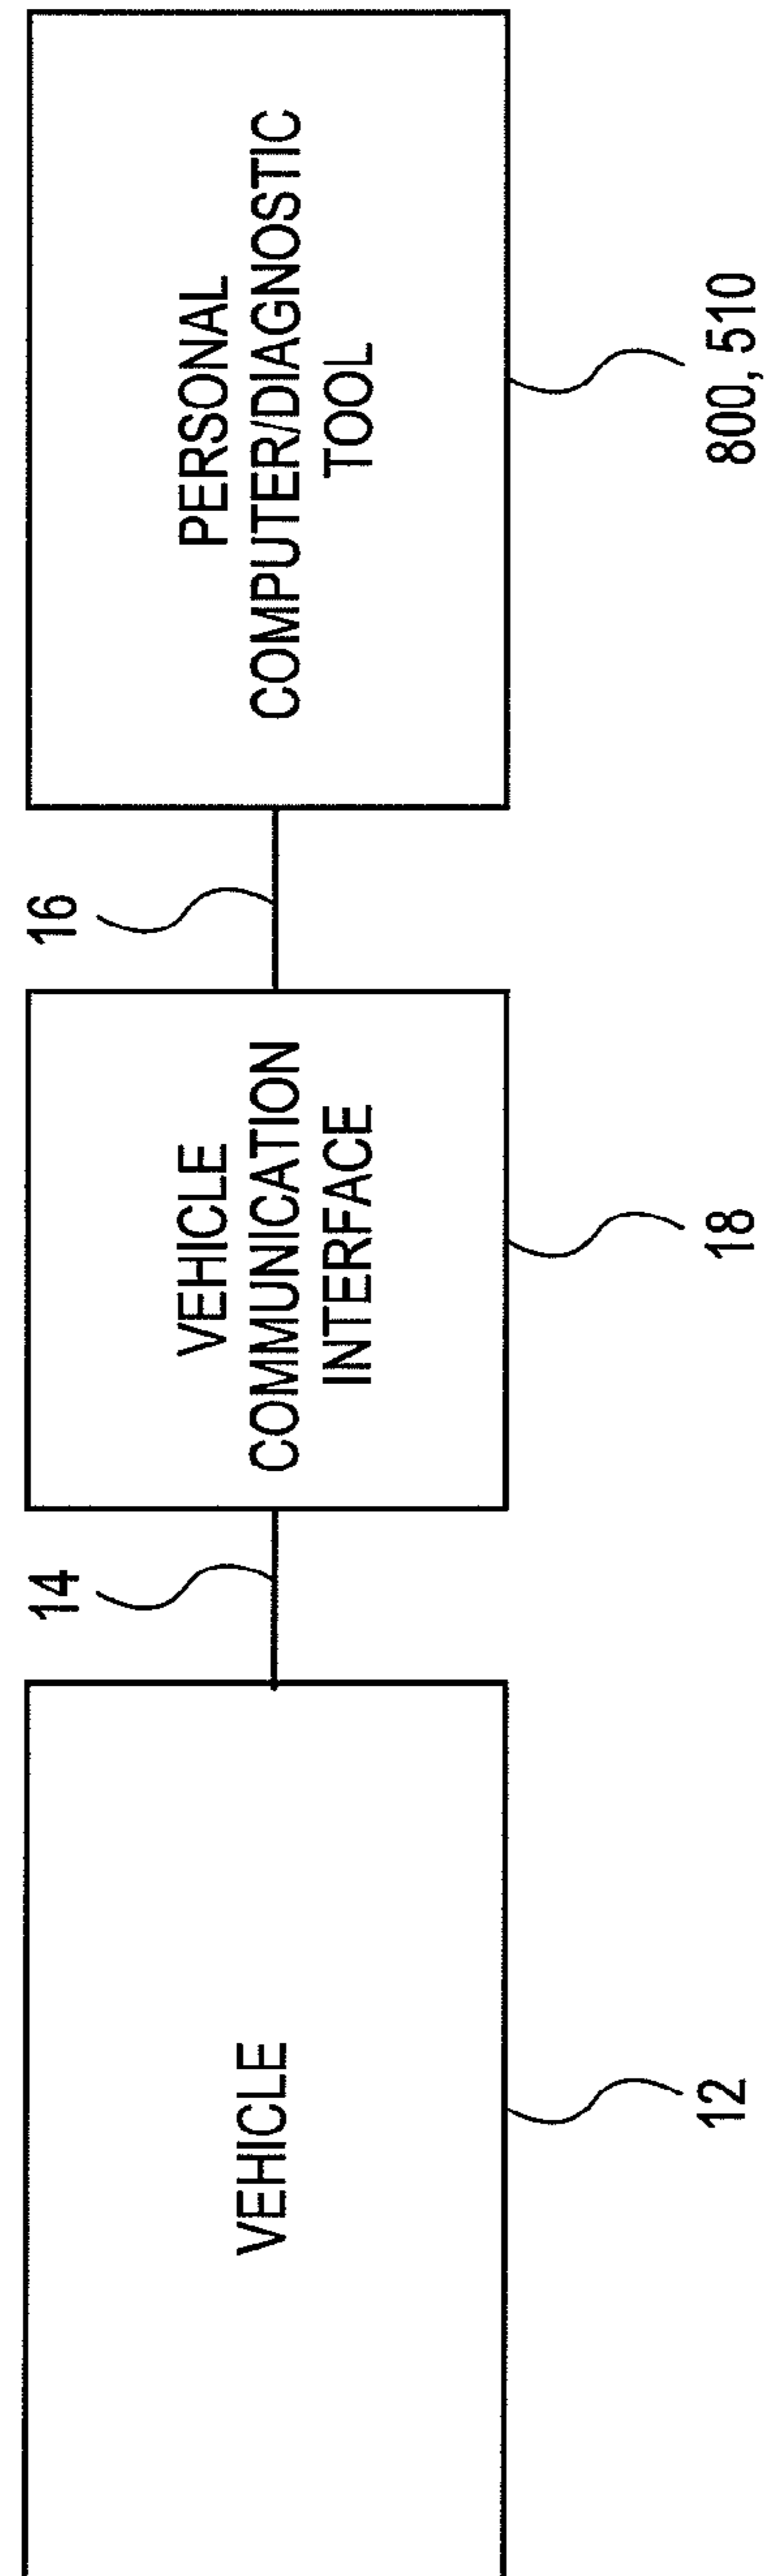 VEHICLE
12
14
VEHICLE
COMMUNICATION
INTERFACE
18
16
PERSONAL
COMPUTER/DIAGNOSTIC
TOOL
800, 510